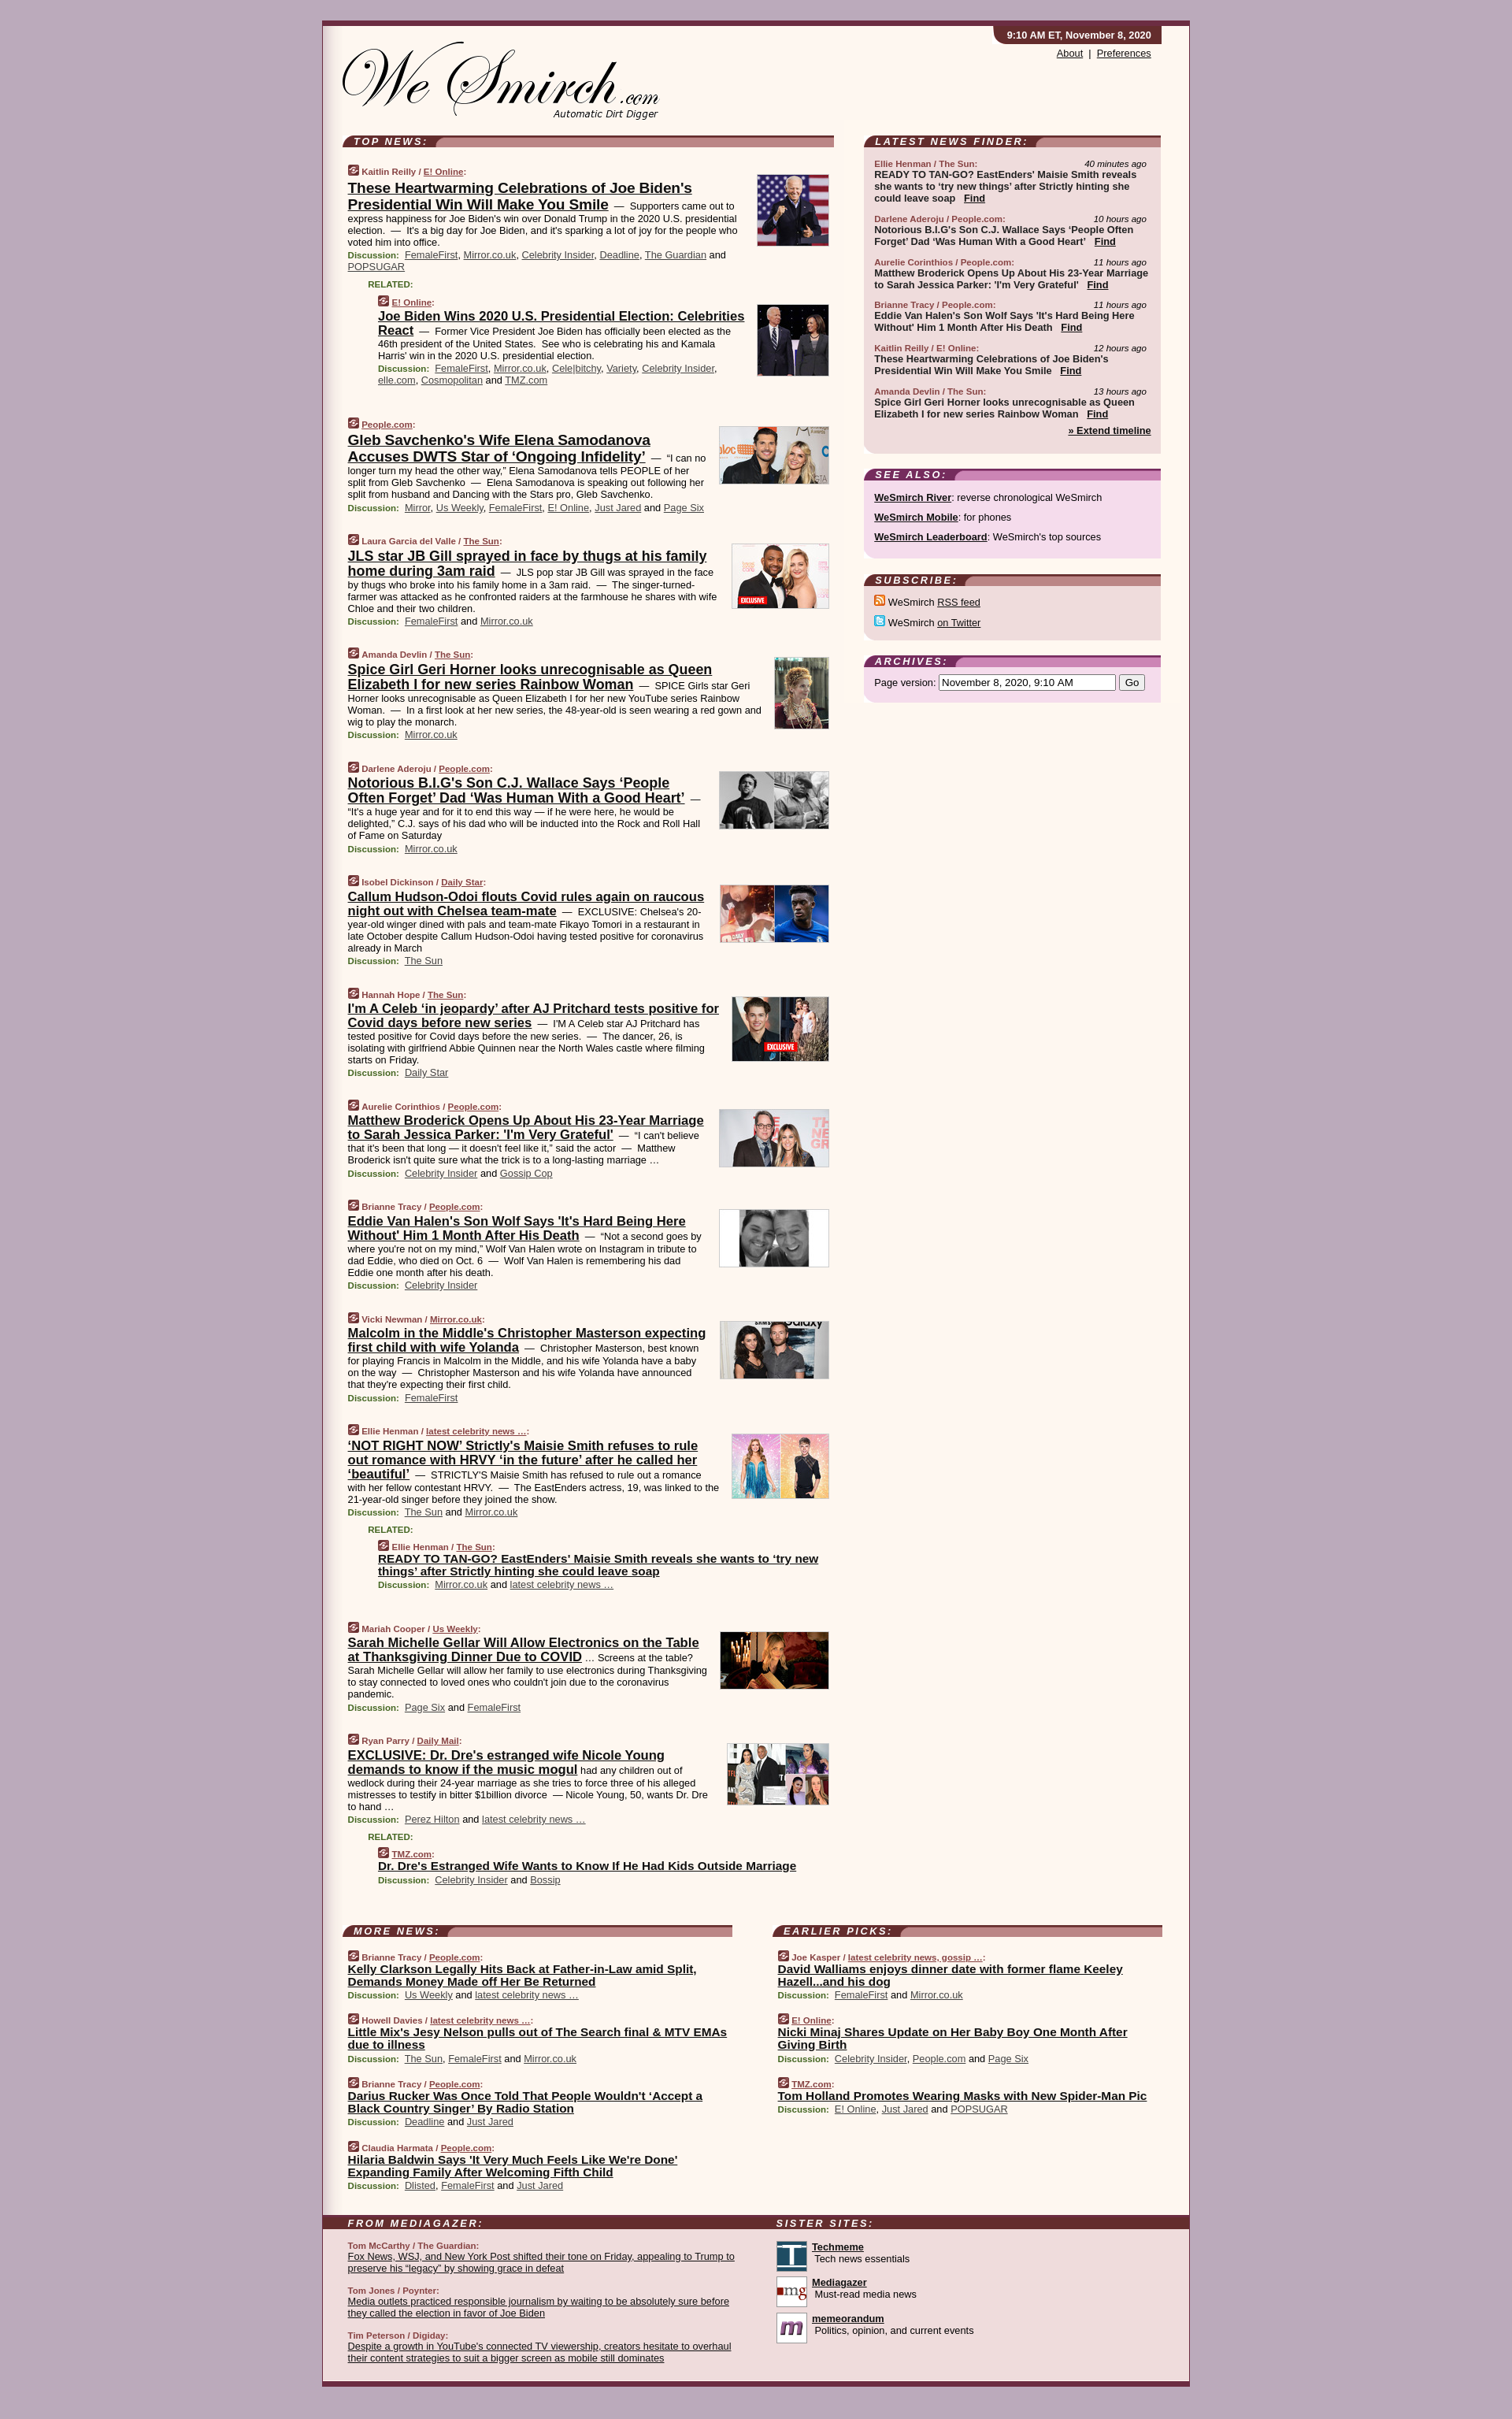 9:10 AM ET, November 8, 2020
About | Preferences
We Smirch.com
Automatic Dirt Digger
TOP NEWS:
Kaitlin Reilly / E! Online:
These Heartwarming Celebrations of Joe Biden's
Presidential Win Will Make You Smile — Supporters came out to
express happiness for Joe Biden's win over Donald Trump in the 2020 U.S. presidential
election. — It's a big day for Joe Biden, and it's sparking a lot of joy for the people who
voted him into office.
Discussion: FemaleFirst, Mirror.co.uk, Celebrity Insider, Deadline, The Guardian and
POPSUGAR
RELATED:
E! Online:
Joe Biden Wins 2020 U.S. Presidential Election: Celebrities
React — Former Vice President Joe Biden has officially been elected as the
46th president of the United States. See who is celebrating his and Kamala
Harris' win in the 2020 U.S. presidential election.
Discussion: FemaleFirst, Mirror.co.uk, Cele|bitchy, Variety, Celebrity Insider,
elle.com, Cosmopolitan and TMZ.com
People.com:
Gleb Savchenko's Wife Elena Samodanova
Accuses DWTS Star of ‘Ongoing Infidelity’ — “I can no
longer turn my head the other way,” Elena Samodanova tells PEOPLE of her
split from Gleb Savchenko — Elena Samodanova is speaking out following her
split from husband and Dancing with the Stars pro, Gleb Savchenko.
Discussion: Mirror, Us Weekly, FemaleFirst, E! Online, Just Jared and Page Six
Laura Garcia del Valle / The Sun:
JLS star JB Gill sprayed in face by thugs at his family
home during 3am raid — JLS pop star JB Gill was sprayed in the face
by thugs who broke into his family home in a 3am raid. — The singer-turned-
farmer was attacked as he confronted raiders at the farmhouse he shares with wife
Chloe and their two children.
EXCLUSIVE
Discussion: FemaleFirst and Mirror.co.uk
Amanda Devlin / The Sun:
Spice Girl Geri Horner looks unrecognisable as Queen
Elizabeth I for new series Rainbow Woman — SPICE Girls star Geri
Horner looks unrecognisable as Queen Elizabeth I for her new YouTube series Rainbow
Woman. — In a first look at her new series, the 48-year-old is seen wearing a red gown and
wig to play the monarch.
Discussion: Mirror.co.uk
Darlene Aderoju / People.com:
Notorious B.I.G's Son C.J. Wallace Says ‘People
Often Forget’ Dad ‘Was Human With a Good Heart’ —
“It's a huge year and for it to end this way — if he were here, he would be
delighted,” C.J. says of his dad who will be inducted into the Rock and Roll Hall
of Fame on Saturday
Discussion: Mirror.co.uk
Isobel Dickinson / Daily Star:
Callum Hudson-Odoi flouts Covid rules again on raucous
night out with Chelsea team-mate — EXCLUSIVE: Chelsea's 20-
year-old winger dined with pals and team-mate Fikayo Tomori in a restaurant in
late October despite Callum Hudson-Odoi having tested positive for coronavirus
already in March
Discussion: The Sun
Hannah Hope / The Sun:
I'm A Celeb ‘in jeopardy’ after AJ Pritchard tests positive for
Covid days before new series — I'M A Celeb star AJ Pritchard has
tested positive for Covid days before the new series. — The dancer, 26, is
isolating with girlfriend Abbie Quinnen near the North Wales castle where filming
starts on Friday.
EXCLUSIVE
Discussion: Daily Star
Aurelie Corinthios / People.com:
Matthew Broderick Opens Up About His 23-Year Marriage
to Sarah Jessica Parker: 'I'm Very Grateful' — “I can't believe
that it's been that long — it doesn't feel like it,” said the actor — Matthew
Broderick isn't quite sure what the trick is to a long-lasting marriage …
Discussion: Celebrity Insider and Gossip Cop
Brianne Tracy / People.com:
Eddie Van Halen's Son Wolf Says 'It's Hard Being Here
Without' Him 1 Month After His Death — “Not a second goes by
where you're not on my mind,” Wolf Van Halen wrote on Instagram in tribute to
dad Eddie, who died on Oct. 6 — Wolf Van Halen is remembering his dad
Eddie one month after his death.
Discussion: Celebrity Insider
Vicki Newman / Mirror.co.uk:
Malcolm in the Middle's Christopher Masterson expecting
first child with wife Yolanda — Christopher Masterson, best known
for playing Francis in Malcolm in the Middle, and his wife Yolanda have a baby
on the way — Christopher Masterson and his wife Yolanda have announced
that they're expecting their first child.
Discussion: FemaleFirst
Ellie Henman / latest celebrity news …:
‘NOT RIGHT NOW’ Strictly's Maisie Smith refuses to rule
out romance with HRVY ‘in the future’ after he called her
‘beautiful’ — STRICTLY'S Maisie Smith has refused to rule out a romance
with her fellow contestant HRVY. — The EastEnders actress, 19, was linked to the
21-year-old singer before they joined the show.
Discussion: The Sun and Mirror.co.uk
RELATED:
Ellie Henman / The Sun:
READY TO TAN-GO? EastEnders' Maisie Smith reveals she wants to ‘try new
things’ after Strictly hinting she could leave soap
Discussion: Mirror.co.uk and latest celebrity news …
Mariah Cooper / Us Weekly:
Sarah Michelle Gellar Will Allow Electronics on the Table
at Thanksgiving Dinner Due to COVID … Screens at the table?
Sarah Michelle Gellar will allow her family to use electronics during Thanksgiving
to stay connected to loved ones who couldn't join due to the coronavirus
pandemic.
Discussion: Page Six and FemaleFirst
Ryan Parry / Daily Mail:
EXCLUSIVE: Dr. Dre's estranged wife Nicole Young
demands to know if the music mogul had any children out of
wedlock during their 24-year marriage as she tries to force three of his alleged
mistresses to testify in bitter $1billion divorce — Nicole Young, 50, wants Dr. Dre
to hand …
Discussion: Perez Hilton and latest celebrity news …
RELATED:
TMZ.com:
Dr. Dre's Estranged Wife Wants to Know If He Had Kids Outside Marriage
Discussion: Celebrity Insider and Bossip
LATEST NEWS FINDER:
Ellie Henman / The Sun: 40 minutes ago
READY TO TAN-GO? EastEnders' Maisie Smith reveals
she wants to ‘try new things’ after Strictly hinting she
could leave soap Find
Darlene Aderoju / People.com: 10 hours ago
Notorious B.I.G's Son C.J. Wallace Says ‘People Often
Forget’ Dad ‘Was Human With a Good Heart’ Find
Aurelie Corinthios / People.com: 11 hours ago
Matthew Broderick Opens Up About His 23-Year Marriage
to Sarah Jessica Parker: 'I'm Very Grateful' Find
Brianne Tracy / People.com: 11 hours ago
Eddie Van Halen's Son Wolf Says 'It's Hard Being Here
Without' Him 1 Month After His Death Find
Kaitlin Reilly / E! Online: 12 hours ago
These Heartwarming Celebrations of Joe Biden's
Presidential Win Will Make You Smile Find
Amanda Devlin / The Sun: 13 hours ago
Spice Girl Geri Horner looks unrecognisable as Queen
Elizabeth I for new series Rainbow Woman Find
» Extend timeline
SEE ALSO:
WeSmirch River: reverse chronological WeSmirch
WeSmirch Mobile: for phones
WeSmirch Leaderboard: WeSmirch's top sources
SUBSCRIBE:
WeSmirch RSS feed
WeSmirch on Twitter
ARCHIVES:
Page version: November 8, 2020, 9:10 AM Go
MORE NEWS:
Brianne Tracy / People.com:
Kelly Clarkson Legally Hits Back at Father-in-Law amid Split,
Demands Money Made off Her Be Returned
Discussion: Us Weekly and latest celebrity news …
Howell Davies / latest celebrity news …:
Little Mix's Jesy Nelson pulls out of The Search final & MTV EMAs
due to illness
Discussion: The Sun, FemaleFirst and Mirror.co.uk
Brianne Tracy / People.com:
Darius Rucker Was Once Told That People Wouldn't ‘Accept a
Black Country Singer’ By Radio Station
Discussion: Deadline and Just Jared
Claudia Harmata / People.com:
Hilaria Baldwin Says 'It Very Much Feels Like We're Done'
Expanding Family After Welcoming Fifth Child
Discussion: Dlisted, FemaleFirst and Just Jared
EARLIER PICKS:
Joe Kasper / latest celebrity news, gossip …:
David Walliams enjoys dinner date with former flame Keeley
Hazell...and his dog
Discussion: FemaleFirst and Mirror.co.uk
E! Online:
Nicki Minaj Shares Update on Her Baby Boy One Month After
Giving Birth
Discussion: Celebrity Insider, People.com and Page Six
TMZ.com:
Tom Holland Promotes Wearing Masks with New Spider-Man Pic
Discussion: E! Online, Just Jared and POPSUGAR
FROM MEDIAGAZER:
Tom McCarthy / The Guardian:
Fox News, WSJ, and New York Post shifted their tone on Friday, appealing to Trump to
preserve his “legacy” by showing grace in defeat
Tom Jones / Poynter:
Media outlets practiced responsible journalism by waiting to be absolutely sure before
they called the election in favor of Joe Biden
Tim Peterson / Digiday:
Despite a growth in YouTube's connected TV viewership, creators hesitate to overhaul
their content strategies to suit a bigger screen as mobile still dominates
SISTER SITES:
T
Techmeme
Tech news essentials
mg
Mediagazer
Must-read media news
m
memeorandum
Politics, opinion, and current events